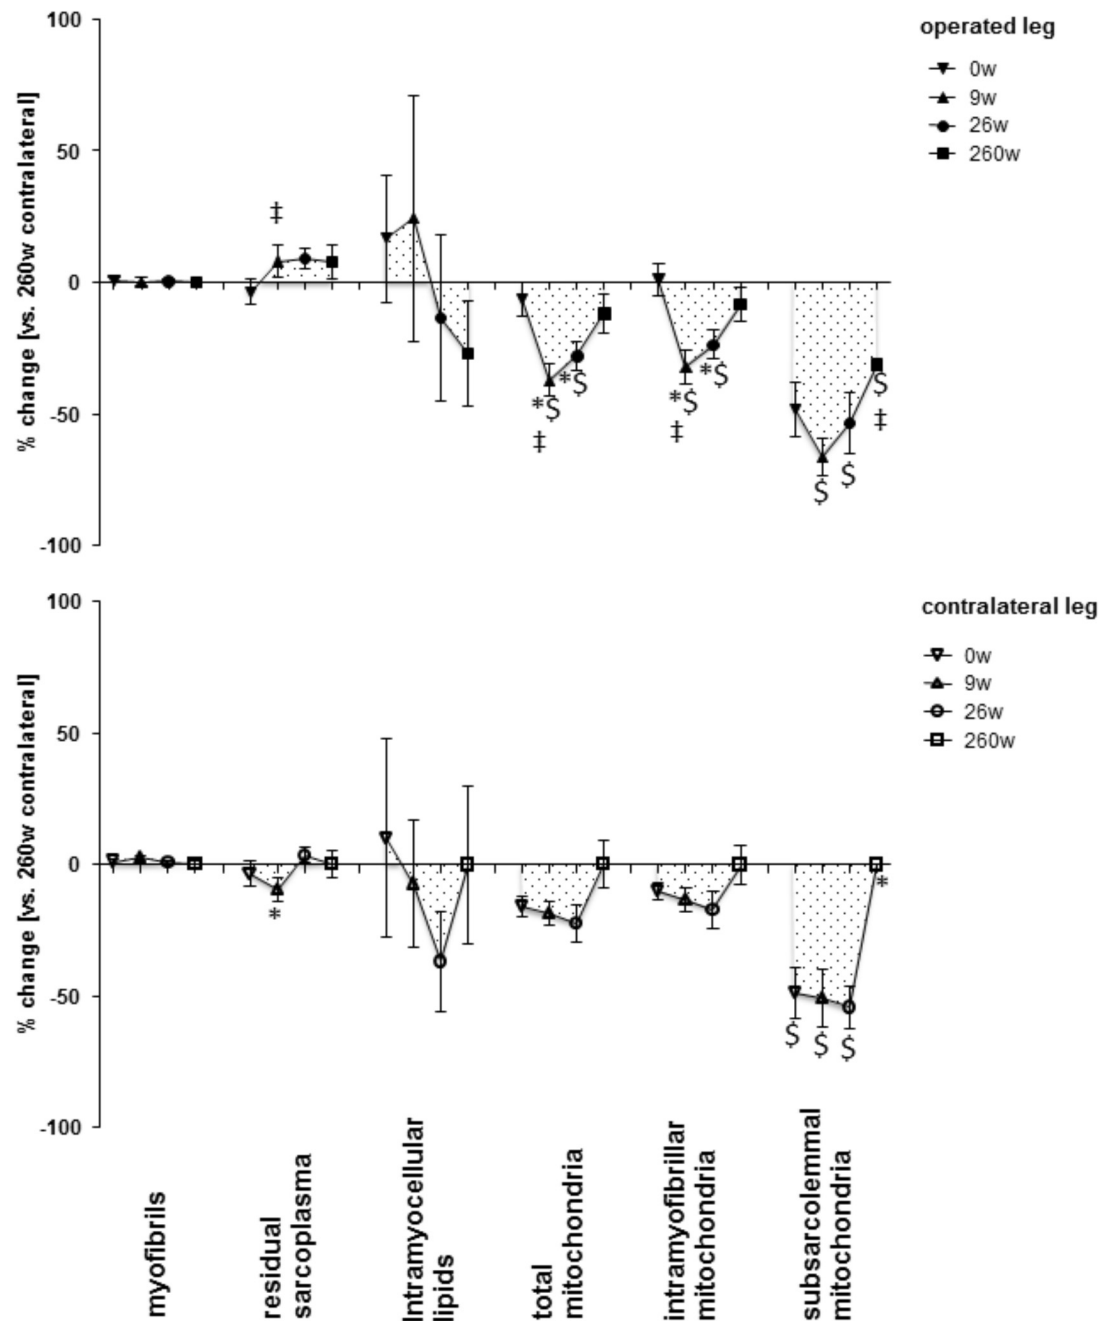 100
50
0
-50
-100
% change [vs. 260w contralateral]
‡
*$
‡
*$
*$
‡
*$
$
$
$
‡
operated leg
0w
9w
26w
260w
100
50
0
-50
-100
% change [vs. 260w contralateral]
*
$
$
$
*
contralateral leg
0w
9w
26w
260w
myofibrils
residual
sarcoplasma
Intramyocellular
lipids
total
mitochondria
intramyofibrillar
mitochondria
subsarcolemmal
mitochondria